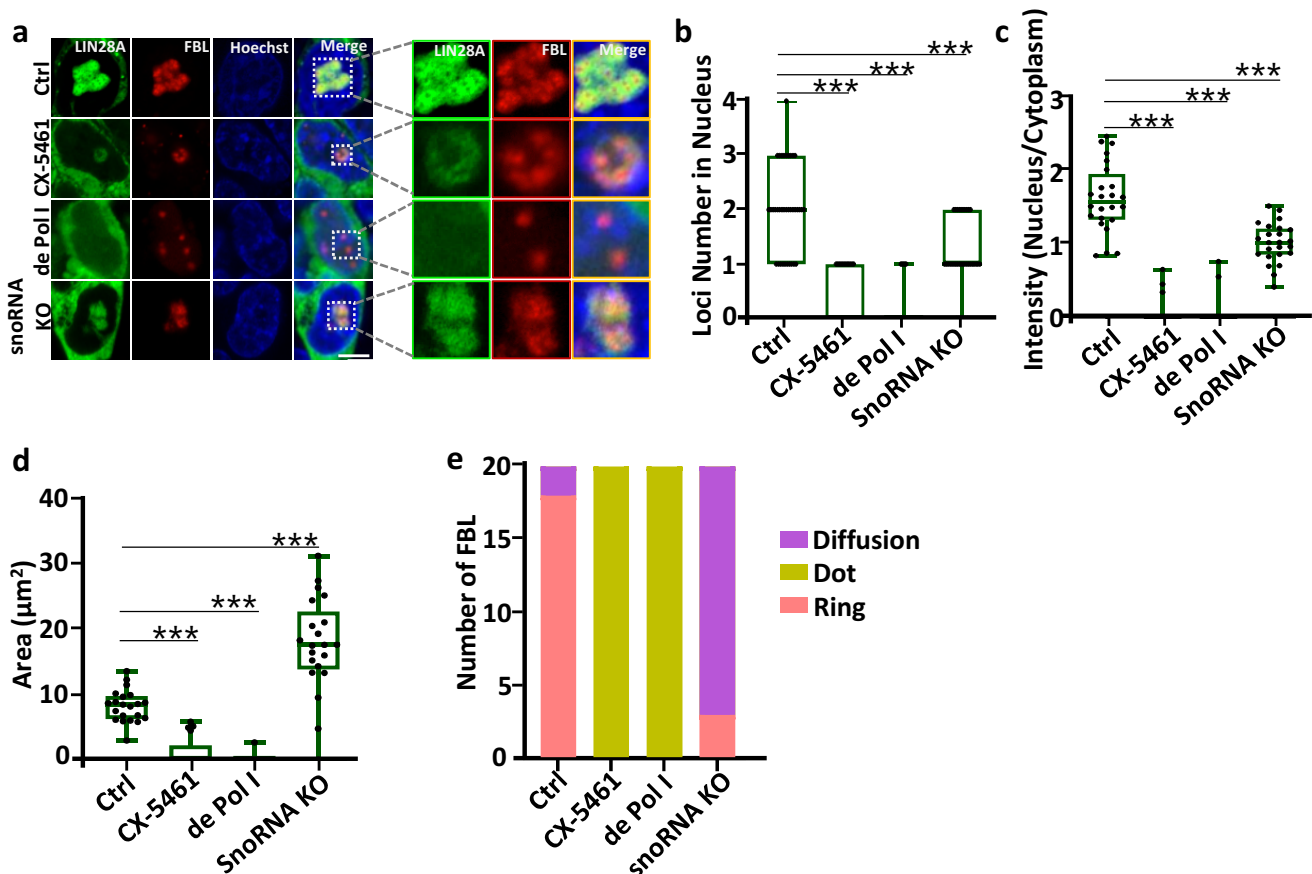 a
LIN28A FBL Hoechst Merge LIN28A FBL Merge
Ctrl
CX-5461
de Pol I
snoRNA
KO
b
Loci Number in Nucleus
4
3
2
1
0
***
***
***
Ctrl
CX-5461
de Pol I
SnoRNA KO
c
Intensity (Nucleus/Cytoplasm)
3
2
1
0
***
***
***
Ctrl
CX-5461
de Pol I
SnoRNA KO
d
Area (μm²)
40
30
20
10
0
***
***
***
Ctrl
CX-5461
de Pol I
SnoRNA KO
e
Number of FBL
20
15
10
5
0
Ctrl
CX-5461
de Pol I
snoRNA KO
Diffusion
Dot
Ring